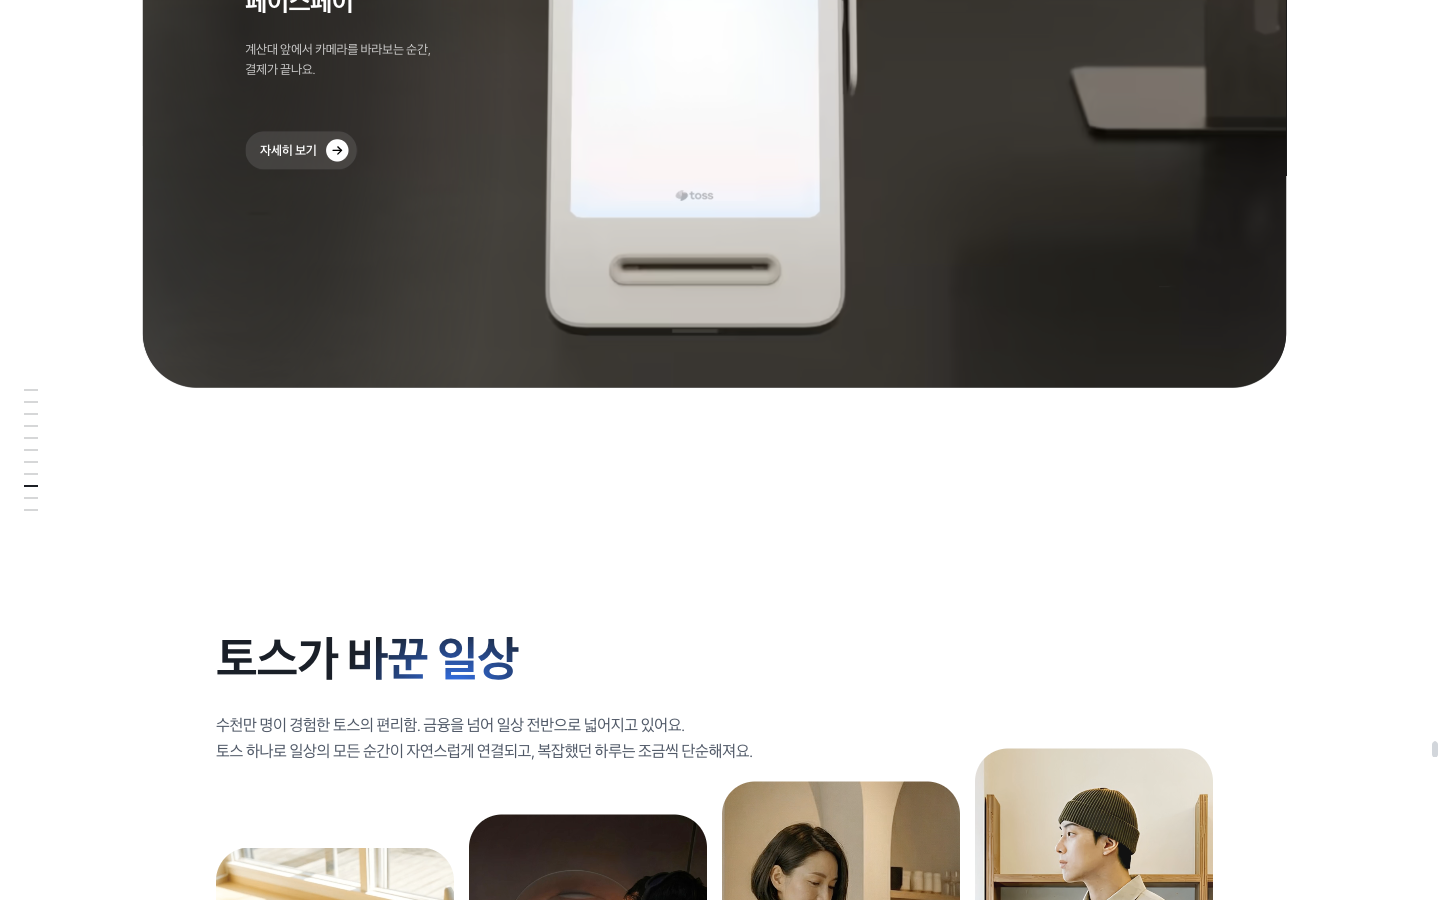 페이스페이
계산대 앞에서 카메라를 바라보는 순간,
결제가 끝나요.
자세히 보기
toss
토스가 바꾼 일상
수천만 명이 경험한 토스의 편리함. 금융을 넘어 일상 전반으로 넓어지고 있어요.
토스 하나로 일상의 모든 순간이 자연스럽게 연결되고, 복잡했던 하루는 조금씩 단순해져요.